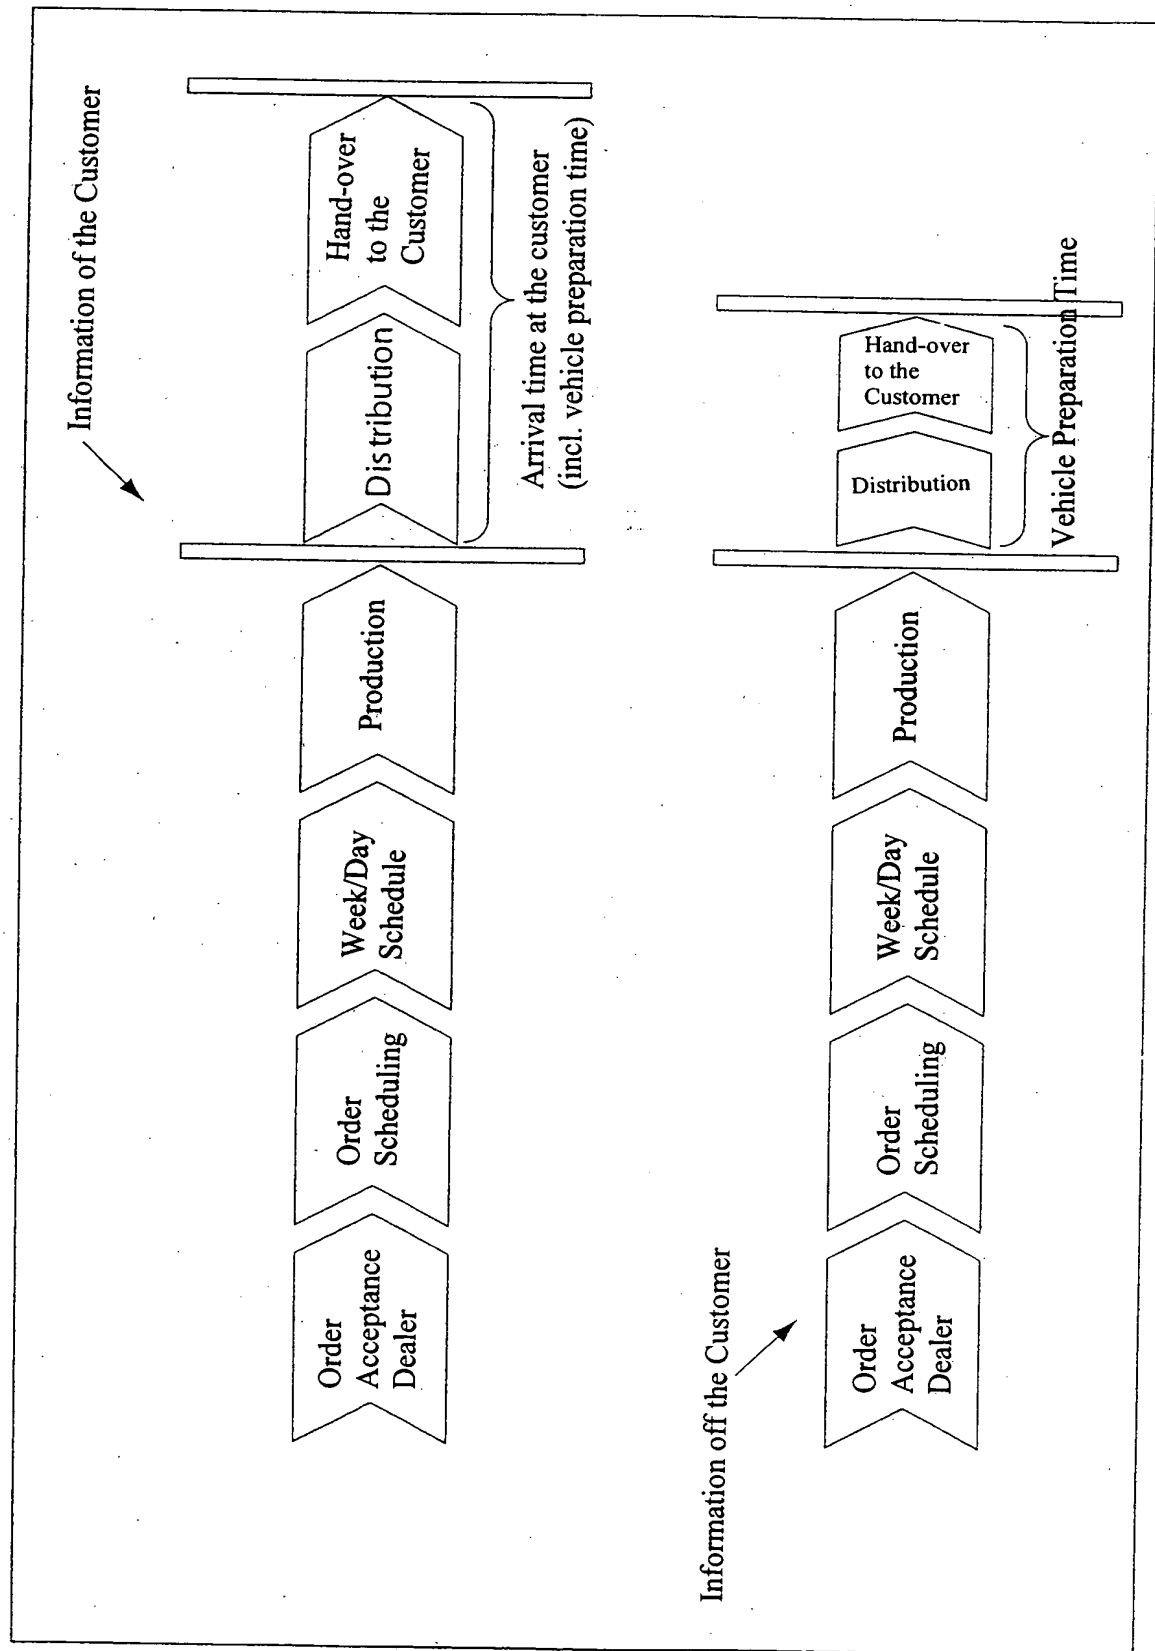 Information of the Customer
Order
Acceptance
Dealer
Order
Scheduling
Week/Day
Schedule
Production
Distribution
Hand-over
to the
Customer
Arrival time at the customer
(incl. vehicle preparation time)
Information off the Customer
Order
Acceptance
Dealer
Order
Scheduling
Week/Day
Schedule
Production
Distribution
Hand-over
to the
Customer
Vehicle Preparation Time